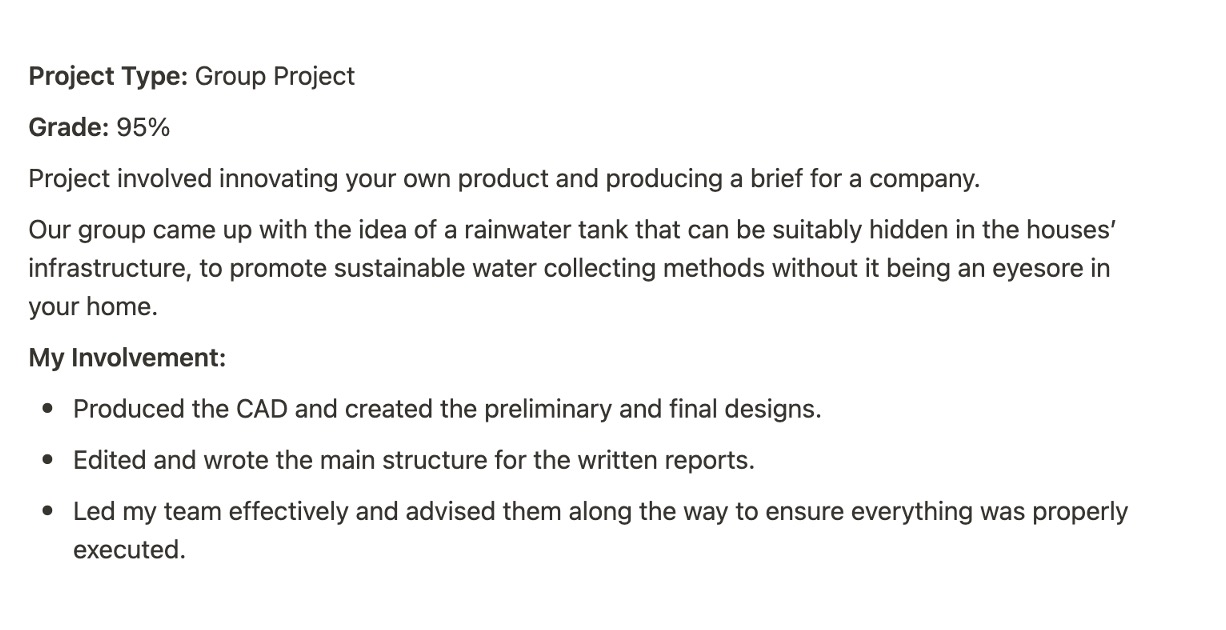 Project Type: Group Project
Grade: 95%
Project involved innovating your own product and producing a brief for a company.
Our group came up with the idea of a rainwater tank that can be suitably hidden in the houses’
infrastructure, to promote sustainable water collecting methods without it being an eyesore in
your home.
My Involvement:
• Produced the CAD and created the preliminary and final designs.
• Edited and wrote the main structure for the written reports.
• Led my team effectively and advised them along the way to ensure everything was properly
executed.